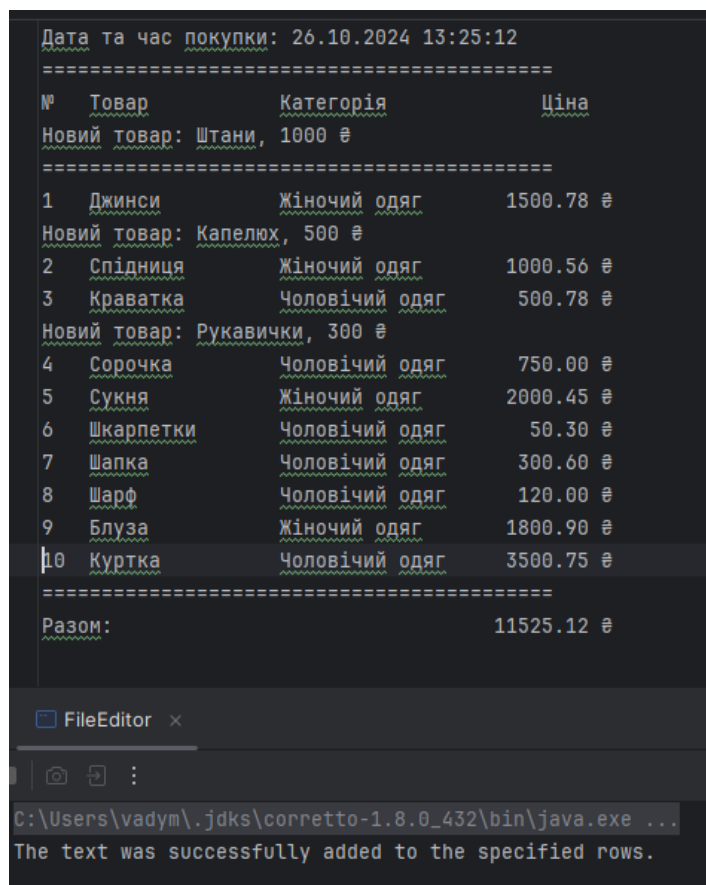 Дата та час покупки: 26.10.2024 13:25:12
===========================================
№   Товар           Категорія             Ціна
Новий товар: Штани, 1000 ₴
===========================================
1   Джинси          Жіночий одяг       1500.78 ₴
Новий товар: Капелюх, 500 ₴
2   Спідниця        Жіночий одяг       1000.56 ₴
3   Краватка        Чоловічий одяг      500.78 ₴
Новий товар: Рукавички, 300 ₴
4   Сорочка         Чоловічий одяг      750.00 ₴
5   Сукня           Жіночий одяг       2000.45 ₴
6   Шкарпетки       Чоловічий одяг       50.30 ₴
7   Шапка           Чоловічий одяг      300.60 ₴
8   Шарф            Чоловічий одяг      120.00 ₴
9   Блуза           Жіночий одяг       1800.90 ₴
10  Куртка          Чоловічий одяг     3500.75 ₴
===========================================
Разом:                                11525.12 ₴
FileEditor ×
C:\Users\vadym\.jdks\corretto-1.8.0_432\bin\java.exe ...
The text was successfully added to the specified rows.